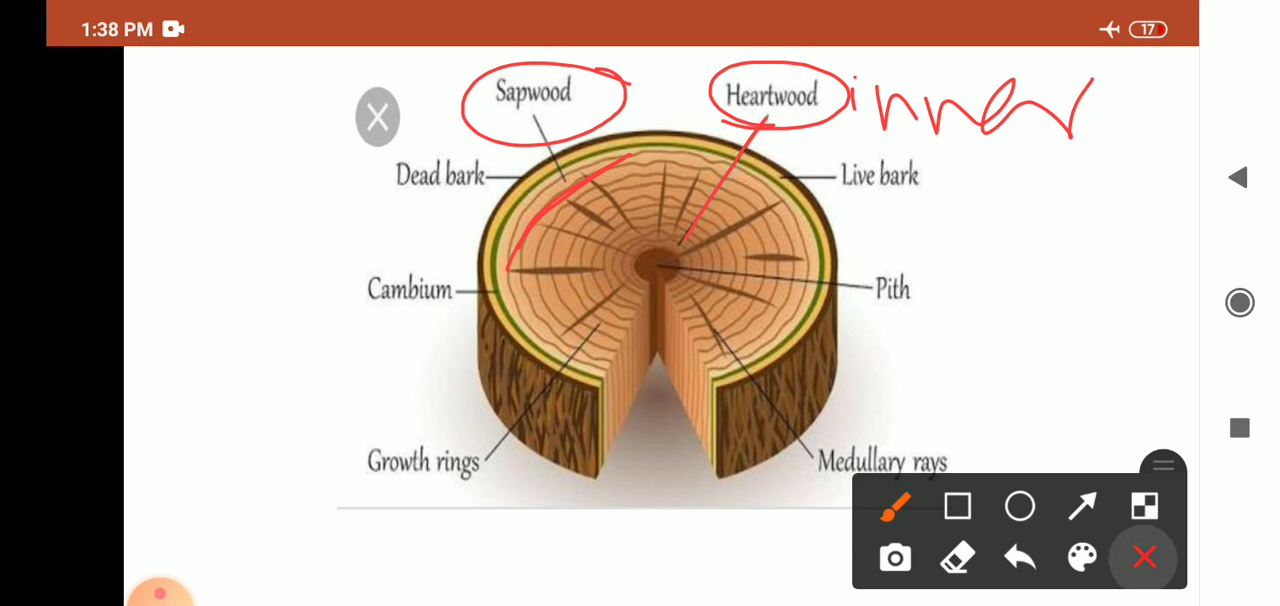 1:38 PM
17
Sapwood
Heartwood inner
Dead bark
Live bark
Cambium
Pith
Growth rings
Medullary rays